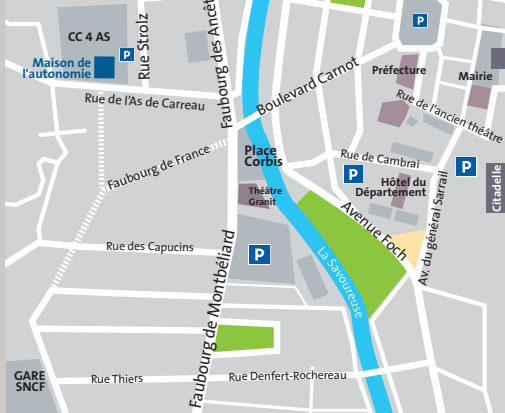 CC 4 AS
P
Rue Strolz
Faubourg des Ancêt
P
Maison de
l'autonomie
Préfecture
Mairie
Boulevard Carnot
Rue de l'As de Carreau
Rue de l'ancien théâtre
Faubourg de France
Place
Corbis
Rue de Cambrai
P
P
Théâtre
Granit
Hôtel du
Département
Citadelle
Av. du général Sarrail
Avenue Foch
Rue des Capucins
P
La Savoureuse
Faubourg de Montbéliard
GARE
SNCF
Rue Thiers
Rue Denfert-Rochereau